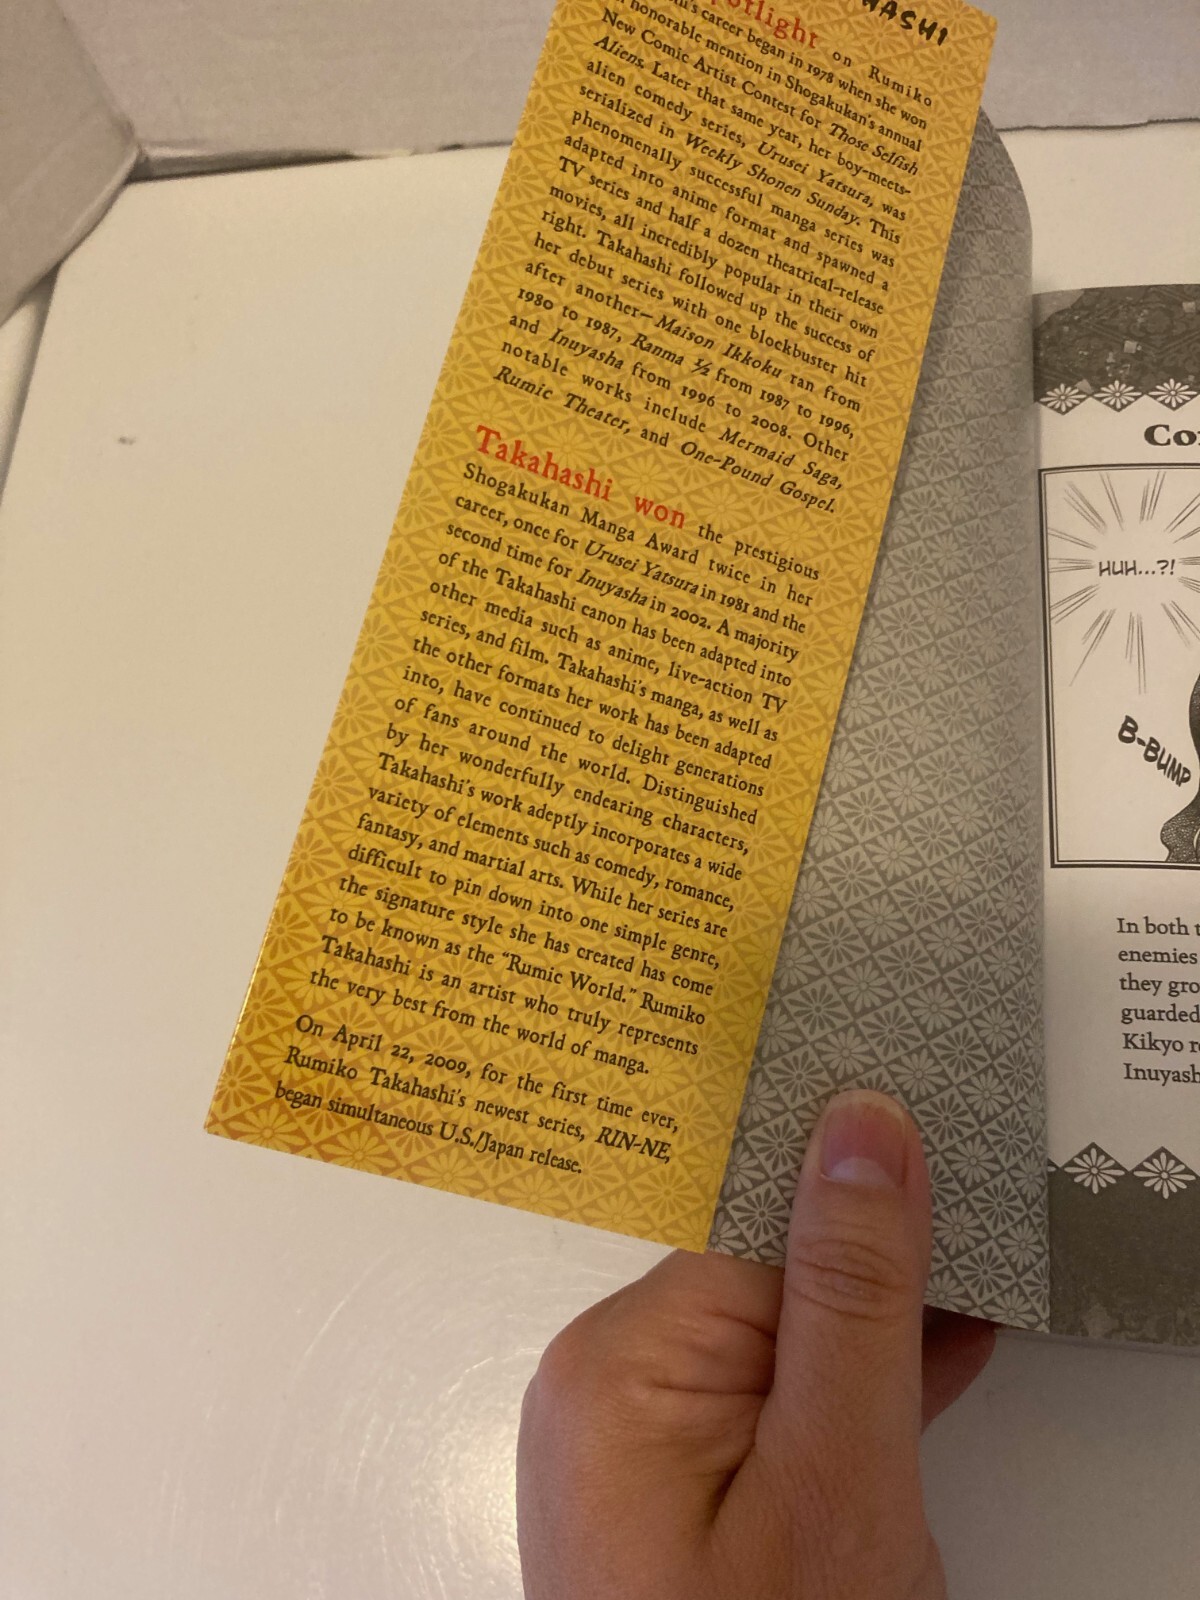 HASHI
potlight on Rumiko
career began in 1978 when she won
honorable mention in Shogakukan's annual
New Comic Artist Contest for Those Selfish
Aliens. Later that same year, her boy-meets-
alien comedy series, Urusei Yatsura, was
serialized in Weekly Shonen Sunday. This
phenomenally successful manga series was
adapted into anime format and spawned a
TV series and half a dozen theatrical-release
movies, all incredibly popular in their own
right. Takahashi followed up the success of
her debut series with one blockbuster hit
after another—Maison Ikkoku ran from
1980 to 1987, Ranma ½ from 1987 to 1996,
and Inuyasha from 1996 to 2008. Other
notable works include Mermaid Saga,
Rumic Theater, and One-Pound Gospel.
Takahashi won the prestigious
Shogakukan Manga Award twice in her
career, once for Urusei Yatsura in 1981 and the
second time for Inuyasha in 2002. A majority
of the Takahashi canon has been adapted into
other media such as anime, live-action TV
series, and film. Takahashi's manga, as well as
the other formats her work has been adapted
into, have continued to delight generations
of fans around the world. Distinguished
by her wonderfully endearing characters,
Takahashi's work adeptly incorporates a wide
variety of elements such as comedy, romance,
fantasy, and martial arts. While her series are
difficult to pin down into one simple genre,
the signature style she has created has come
to be known as the "Rumic World." Rumiko
Takahashi is an artist who truly represents
the very best from the world of manga.
On April 22, 2009, for the first time ever,
Rumiko Takahashi's newest series, RIN-NE,
began simultaneous U.S./Japan release.
Co
HUH...?!
B-BUMP
In both t
enemies
they gro
guarded
Kikyo r
Inuyash